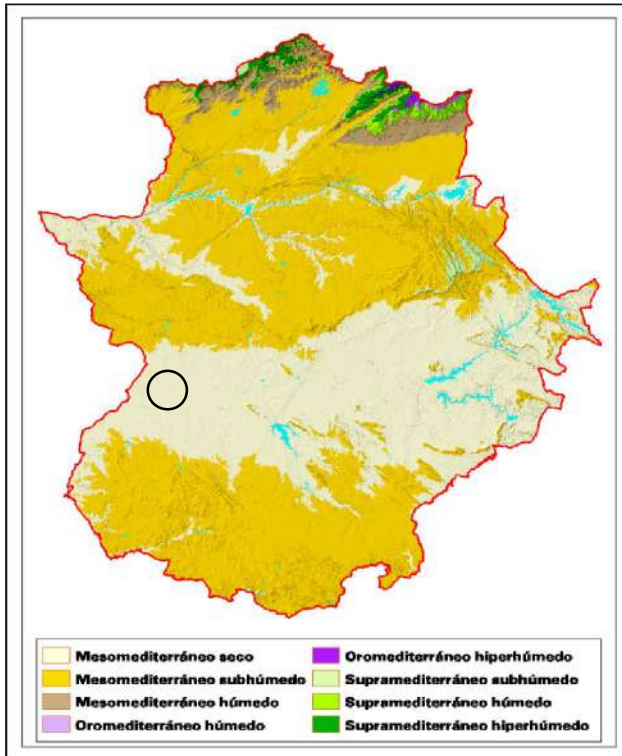 Mesomediterráneo seco
Mesomediterráneo subhúmedo
Mesomediterráneo húmedo
Oromediterráneo húmedo
Oromediterráneo hiperhúmedo
Supramediterráneo subhúmedo
Supramediterráneo húmedo
Supramediterráneo hiperhúmedo